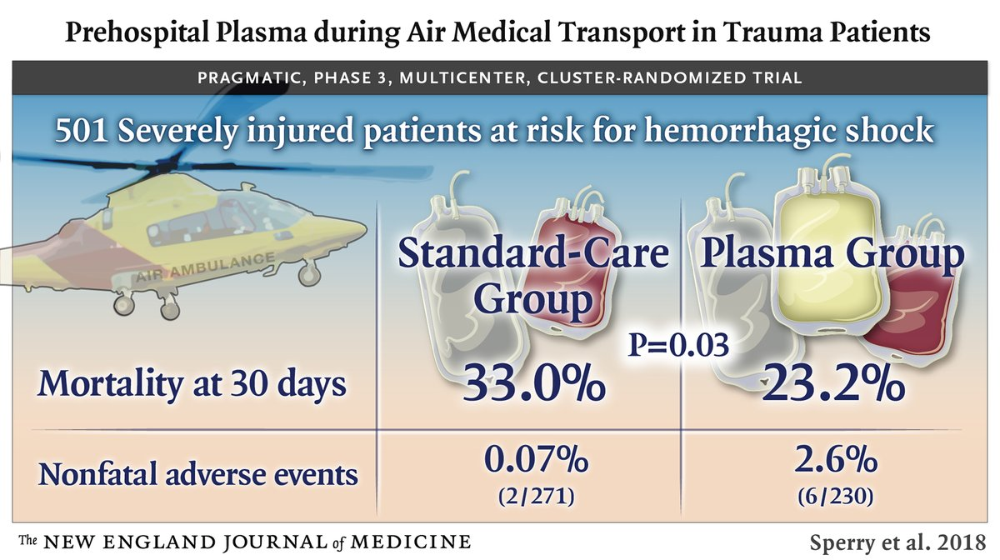 Prehospital Plasma during Air Medical Transport in Trauma Patients
PRAGMATIC, PHASE 3, MULTICENTER, CLUSTER-RANDOMIZED TRIAL
501 Severely injured patients at risk for hemorrhagic shock
AIR AMBULANCE
Standard-Care
Group
Plasma Group
P=0.03
Mortality at 30 days
33.0%
23.2%
Nonfatal adverse events
0.07%
(2/271)
2.6%
(6/230)
The NEW ENGLAND JOURNAL of MEDICINE
Sperry et al. 2018